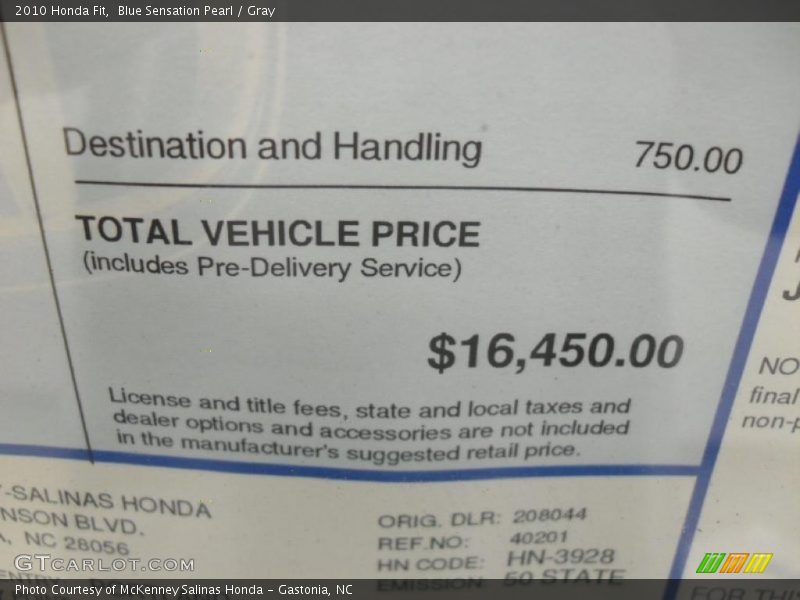 2010 Honda Fit, Blue Sensation Pearl / Gray
Destination and Handling 750.00
TOTAL VEHICLE PRICE
(includes Pre-Delivery Service)
$16,450.00
License and title fees, state and local taxes and
dealer options and accessories are not included
in the manufacturer's suggested retail price.
NO
final
non-p
J
-SALINAS HONDA
NSON BLVD.
, NC 28056
ORIG. DLR: 208044
REF.NO: 40201
HN CODE: HN-3928
EMISSION: 50 STATE
FOR THIS
GTcarlot.com
Photo Courtesy of McKenney Salinas Honda - Gastonia, NC